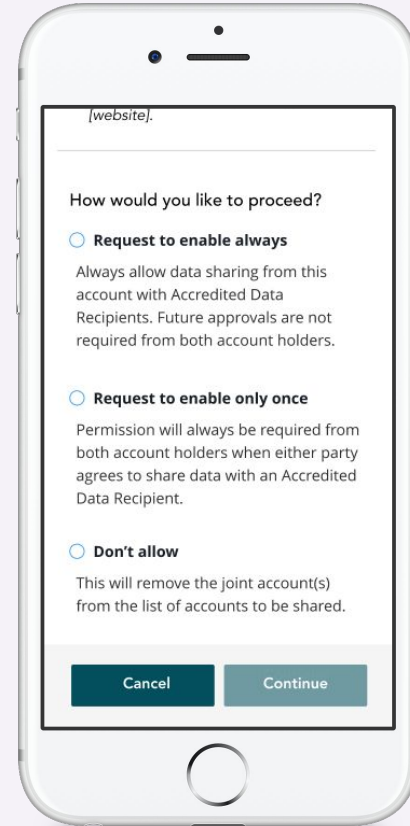 [website].
How would you like to proceed?
Request to enable always
Always allow data sharing from this
account with Accredited Data
Recipients. Future approvals are not
required from both account holders.
Request to enable only once
Permission will always be required from
both account holders when either party
agrees to share data with an Accredited
Data Recipient.
Don’t allow
This will remove the joint account(s)
from the list of accounts to be shared.
Cancel
Continue